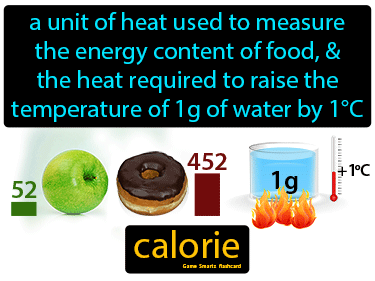 a unit of heat used to measure
the energy content of food, &
the heat required to raise the
temperature of 1g of water by 1°C
52
452
1g
+1°C
calorie
Game Smartz flashcard